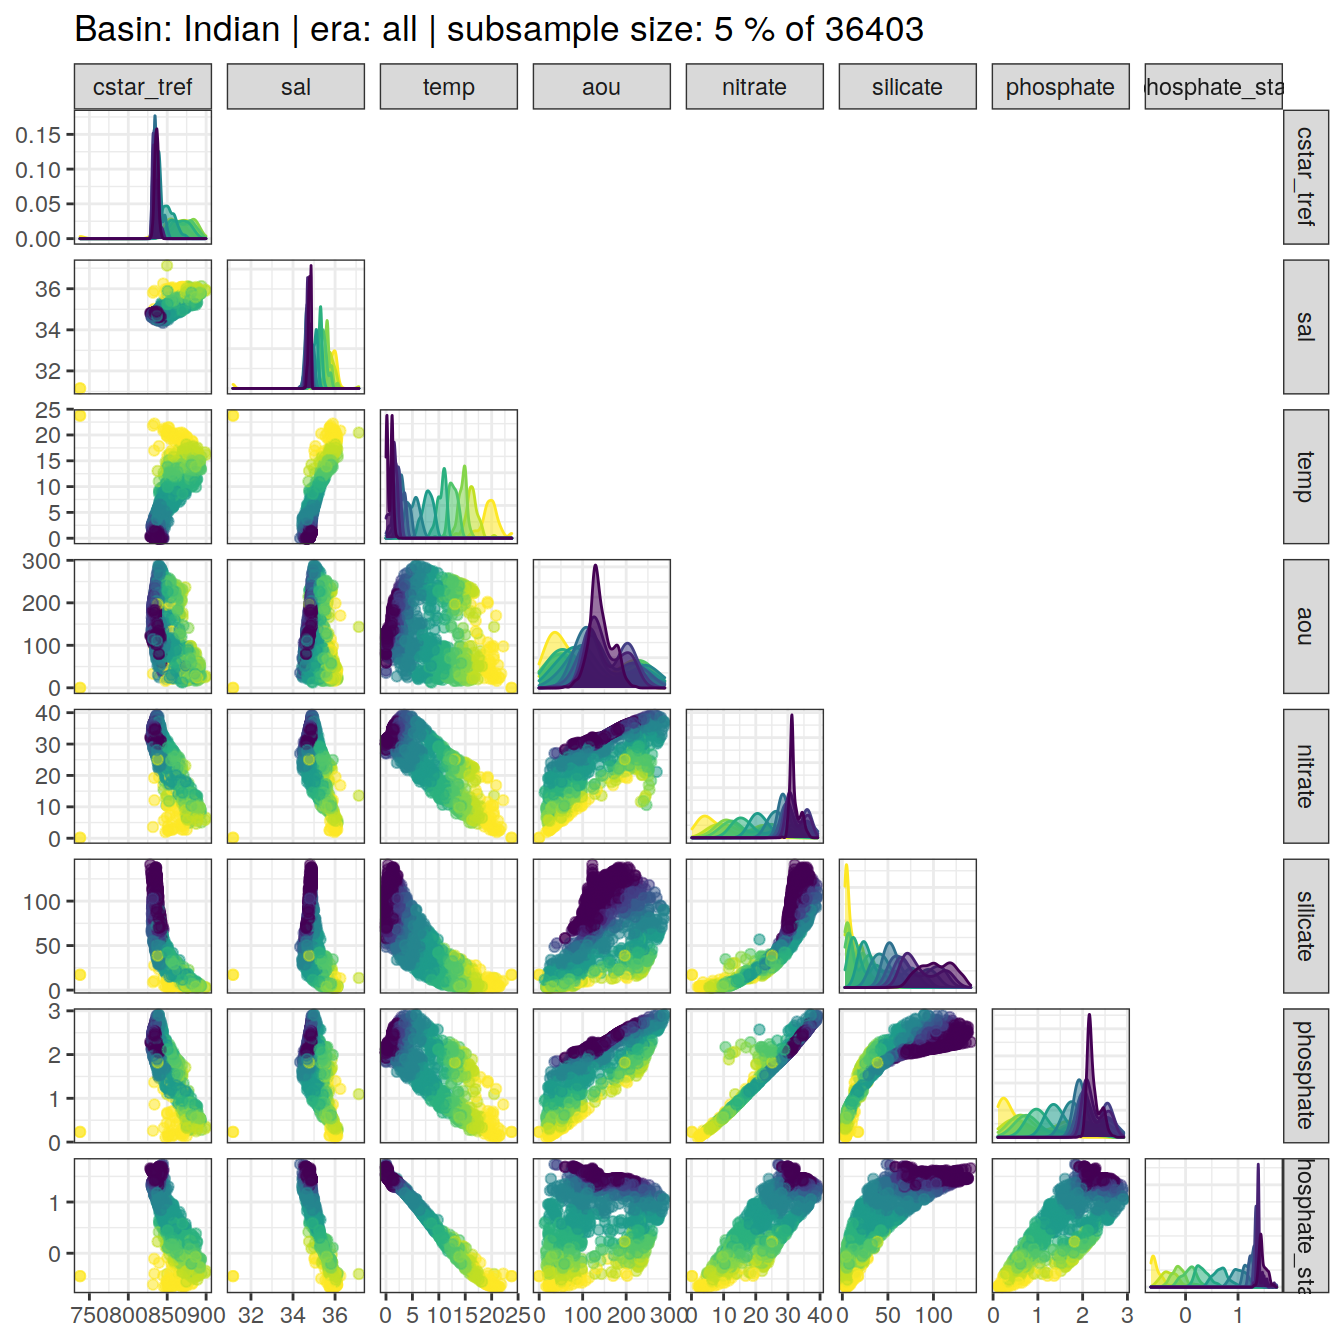 Basin: Indian | era: all | subsample size: 5 % of 36403
cstar_tref sal temp aou nitrate silicate phosphate hosphate_sta
0.15
0.10
0.05
0.00
cstar_tref
36
34
32
sal
25
20
15
10
5
0
temp
300
200
100
0
aou
40
30
20
10
0
nitrate
100
50
0
silicate
3
2
1
0
phosphate
1
0
hosphate_sta
750 800 850 900 32 34 36 0 5 10 15 20 25 0 100 200 300 0 10 20 30 40 0 50 100 0 1 2 3 0 1